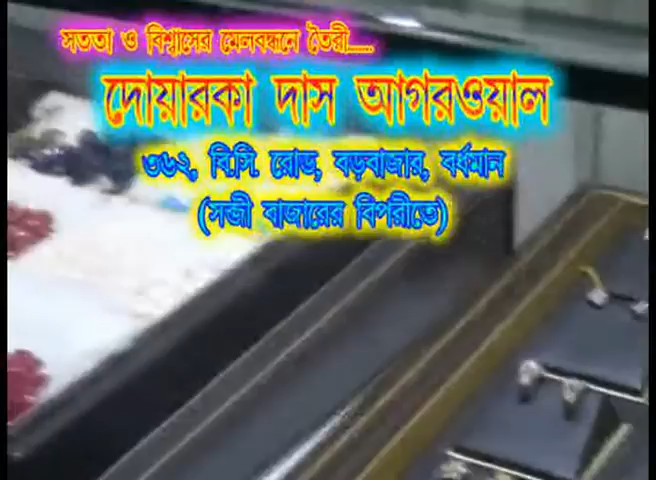 সততা ও বিশ্বাসের মেলবন্ধনে তৈরী......
দোয়ারকা দাস আগরওয়াল
৩৬২, বি.সি. রোড, বড়বাজার, বর্ধমান
(সব্জী বাজারের বিপরীতে)